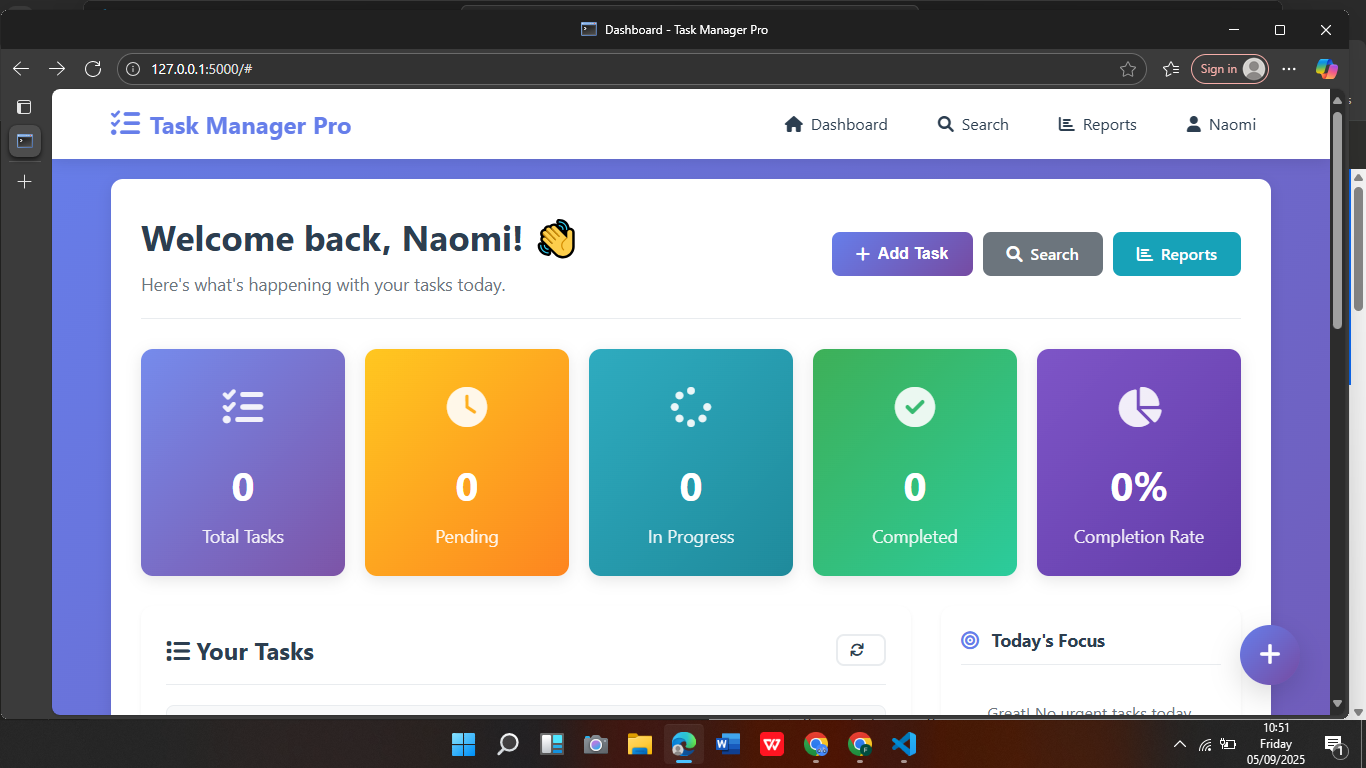 Dashboard - Task Manager Pro
127.0.0.1:5000/#
Sign in
Task Manager Pro
Dashboard
Search
Reports
Naomi
Welcome back, Naomi!
Here's what's happening with your tasks today.
Add Task
Search
Reports
0
Total Tasks
0
Pending
0
In Progress
0
Completed
0%
Completion Rate
Your Tasks
Today's Focus
Great! No urgent tasks today
10:51
Friday
05/09/2025
1